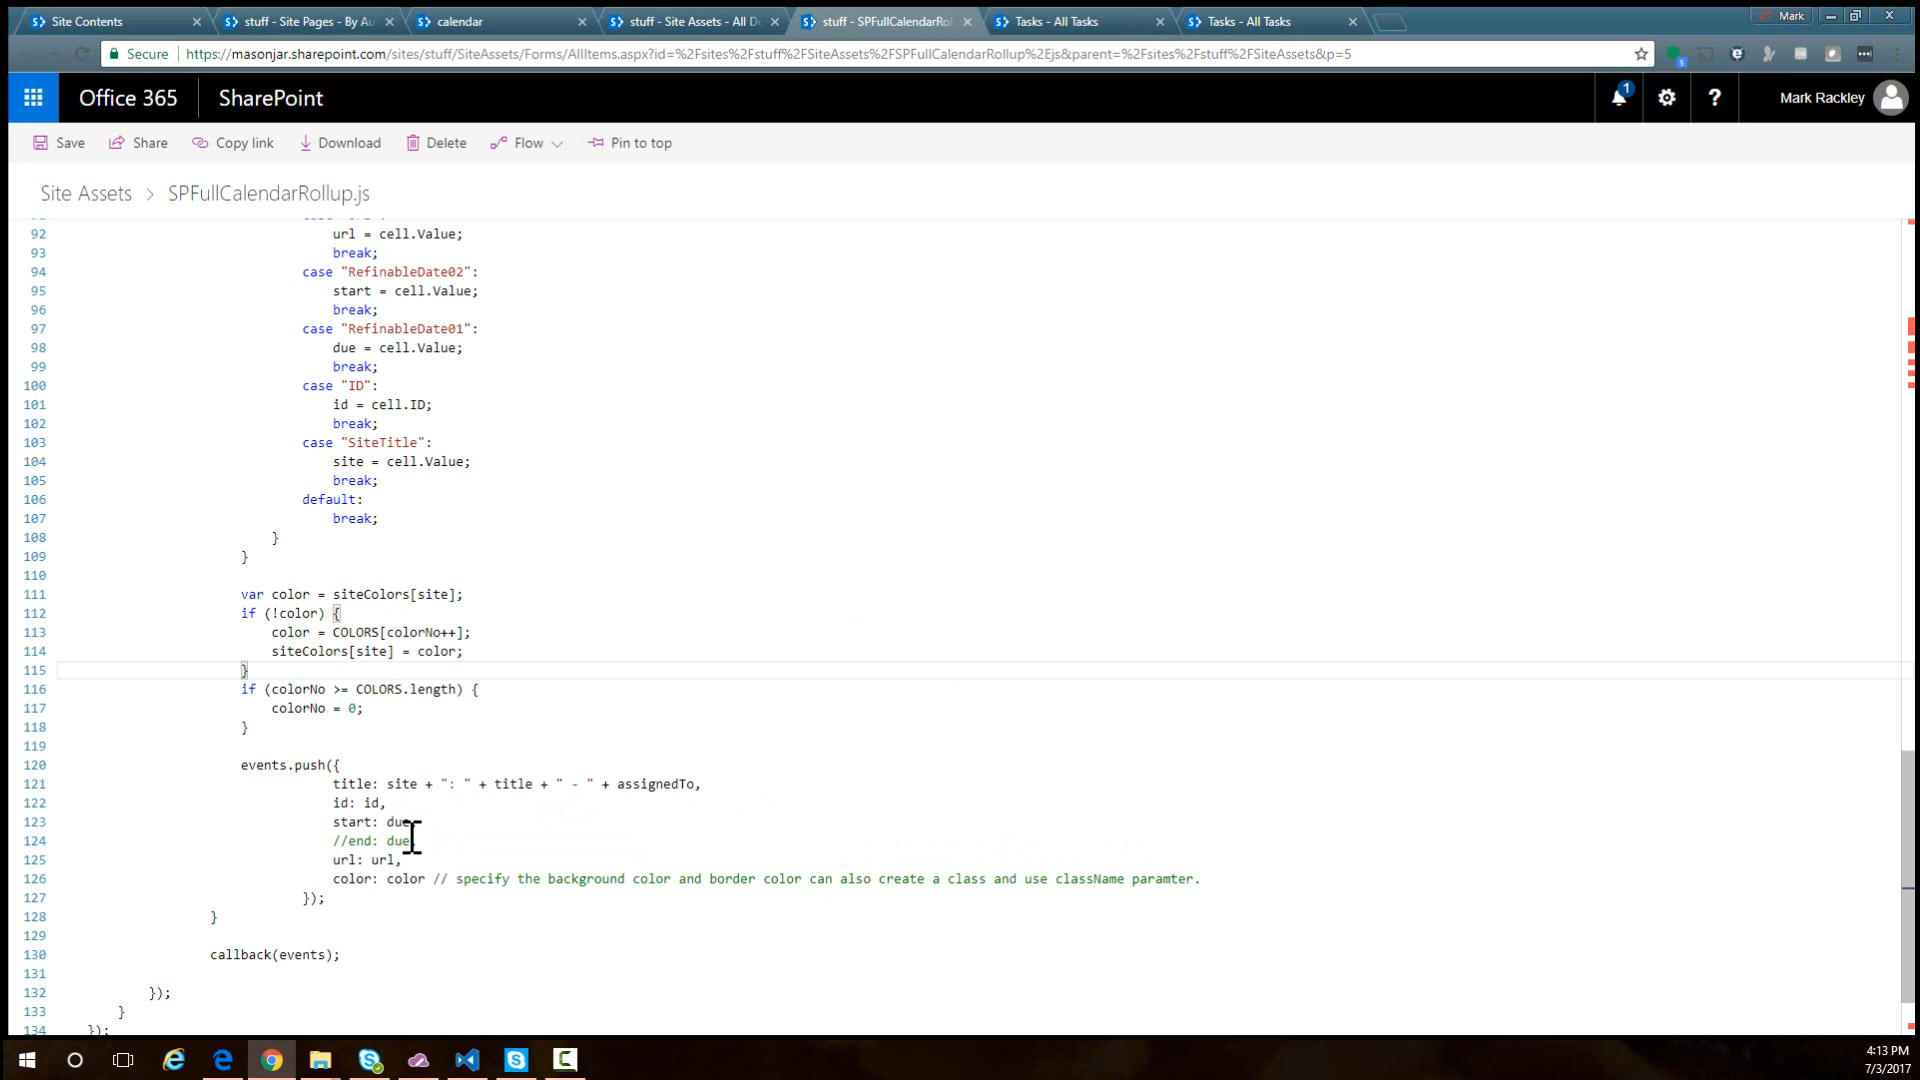 Site Contents
stuff - Site Pages - By Au
calendar
stuff - Site Assets - All D
stuff - SPFullCalendarRol
Tasks - All Tasks
Tasks - All Tasks
Mark
Secure
https://masonjar.sharepoint.com/sites/stuff/SiteAssets/Forms/AllItems.aspx?id=%2Fsites%2Fstuff%2FSiteAssets%2FSPFullCalendarRollup%2Ejs&parent=%2Fsites%2Fstuff%2FSiteAssets&p=5
Office 365
SharePoint
1
Mark Rackley
Save
Share
Copy link
Download
Delete
Flow
Pin to top
Site Assets > SPFullCalendarRollup.js
92 url = cell.Value;
93 break;
94 case "RefinableDate02":
95 start = cell.Value;
96 break;
97 case "RefinableDate01":
98 due = cell.Value;
99 break;
100 case "ID":
101 id = cell.ID;
102 break;
103 case "SiteTitle":
104 site = cell.Value;
105 break;
106 default:
107 break;
108 }
109 }
110
111 var color = siteColors[site];
112 if (!color) {
113 color = COLORS[colorNo++];
114 siteColors[site] = color;
115 }
116 if (colorNo >= COLORS.length) {
117 colorNo = 0;
118 }
119
120 events.push({
121 title: site + ": " + title + " - " + assignedTo,
122 id: id,
123 start: due
124 //end: due
125 url: url,
126 color: color // specify the background color and border color can also create a class and use className paramter.
127 });
128 }
129
130 callback(events);
131
132 });
133 }
134 });
4:13 PM
7/3/2017